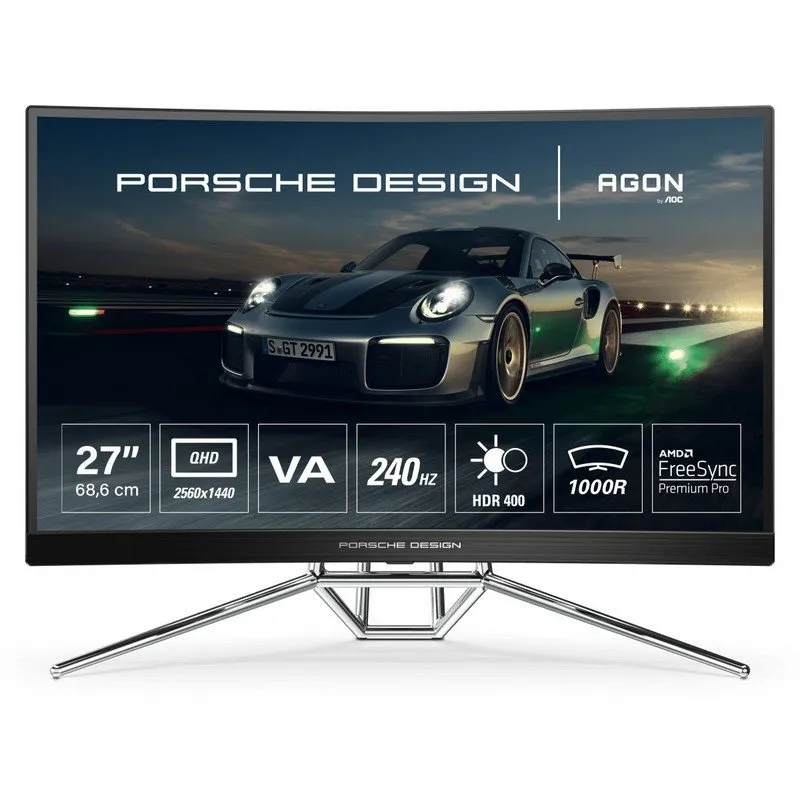 PORSCHE DESIGN
AGON
by AOC
S·GT 2991
27"
68,6 cm
QHD
2560x1440
VA
240HZ
HDR 400
1000R
AMD
FreeSync
Premium Pro
PORSCHE DESIGN